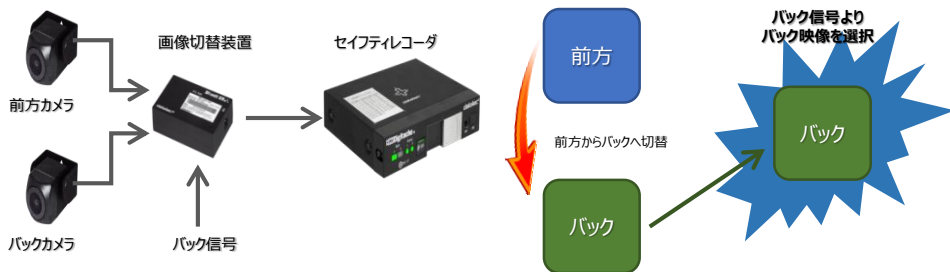 画像切替装置
セイフティレコーダ
前方カメラ
バックカメラ
バック信号
前方
前方からバックへ切替
バック
バック信号より
バック映像を選択
バック